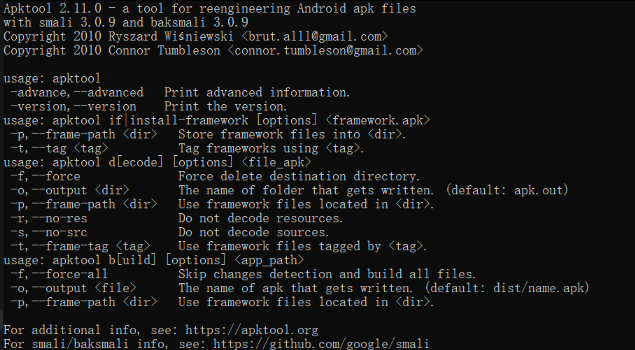 Apktool 2.11.0 - a tool for reengineering Android apk files
with smali 3.0.9 and baksmali 3.0.9
Copyright 2010 Ryszard Wiśniewski <brut.alll@gmail.com>
Copyright 2010 Connor Tumbleson <connor.tumbleson@gmail.com>
usage: apktool
-advance,--advanced   Print advanced information.
-version,--version    Print the version.
usage: apktool if|install-framework [options] <framework.apk>
-p,--frame-path <dir>   Store framework files into <dir>.
-t,--tag <tag>          Tag frameworks using <tag>.
usage: apktool d[ecode] [options] <file_apk>
-f,--force              Force delete destination directory.
-o,--output <dir>       The name of folder that gets written. (default: apk.out)
-p,--frame-path <dir>   Use framework files located in <dir>.
-r,--no-res             Do not decode resources.
-s,--no-src             Do not decode sources.
-t,--frame-tag <tag>    Use framework files tagged by <tag>.
usage: apktool b[uild] [options] <app_path>
-f,--force-all          Skip changes detection and build all files.
-o,--output <file>      The name of apk that gets written. (default: dist/name.apk)
-p,--frame-path <dir>   Use framework files located in <dir>.
For additional info, see: https://apktool.org
For smali/baksmali info, see: https://github.com/google/smali